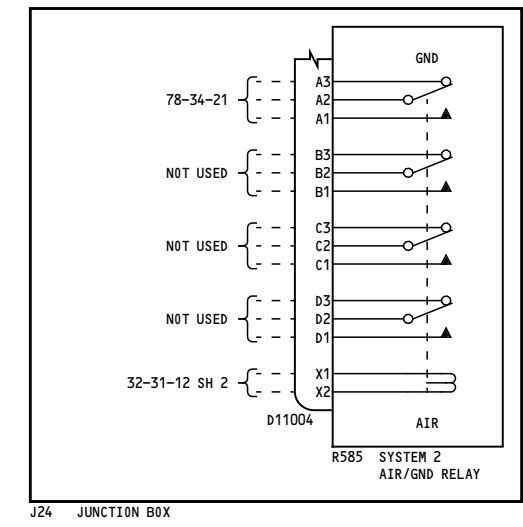 GND
A3
78-34-21 A2
A1
B3
NOT USED B2
B1
C3
NOT USED C2
C1
D3
NOT USED D2
D1
X1
32-31-12 SH 2
X2
D11004
AIR
R585 SYSTEM 2
AIR/GND RELAY
J24 JUNCTION BOX